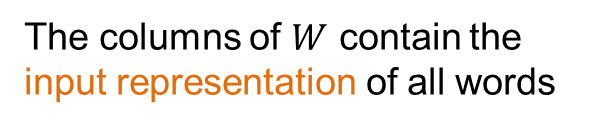 The columns of W contain the
input representation of all words